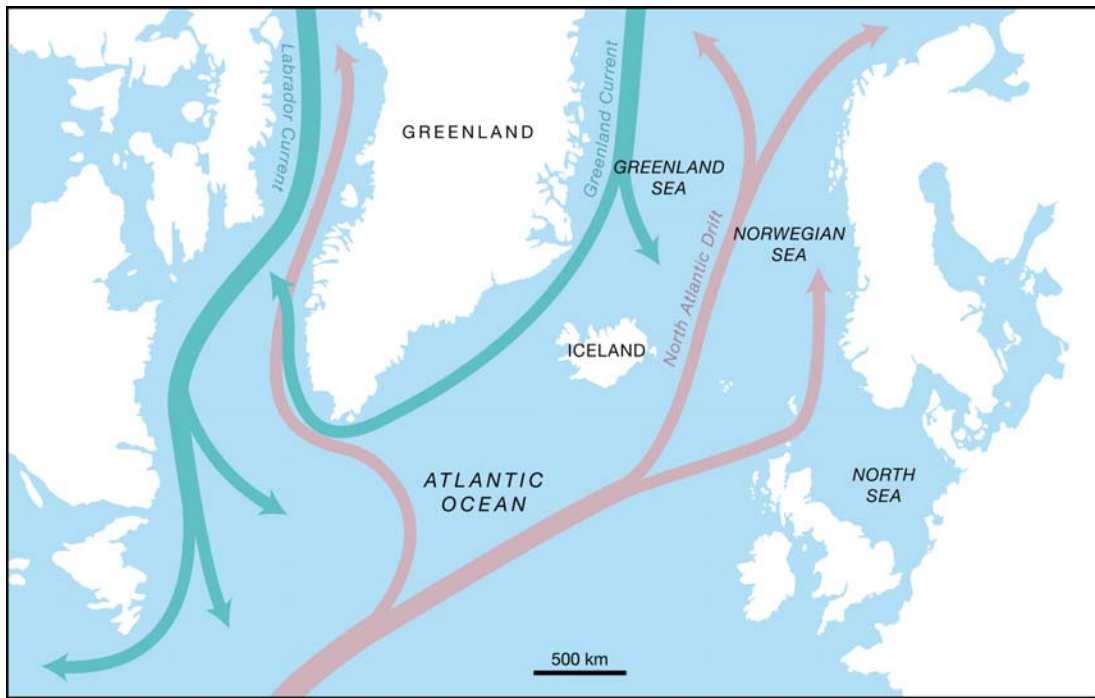 Labrador Current
GREENLAND
Greenland Current
GREENLAND
SEA
NORWEGIAN
SEA
North Atlantic Drift
ICELAND
ATLANTIC
OCEAN
NORTH
SEA
500 km